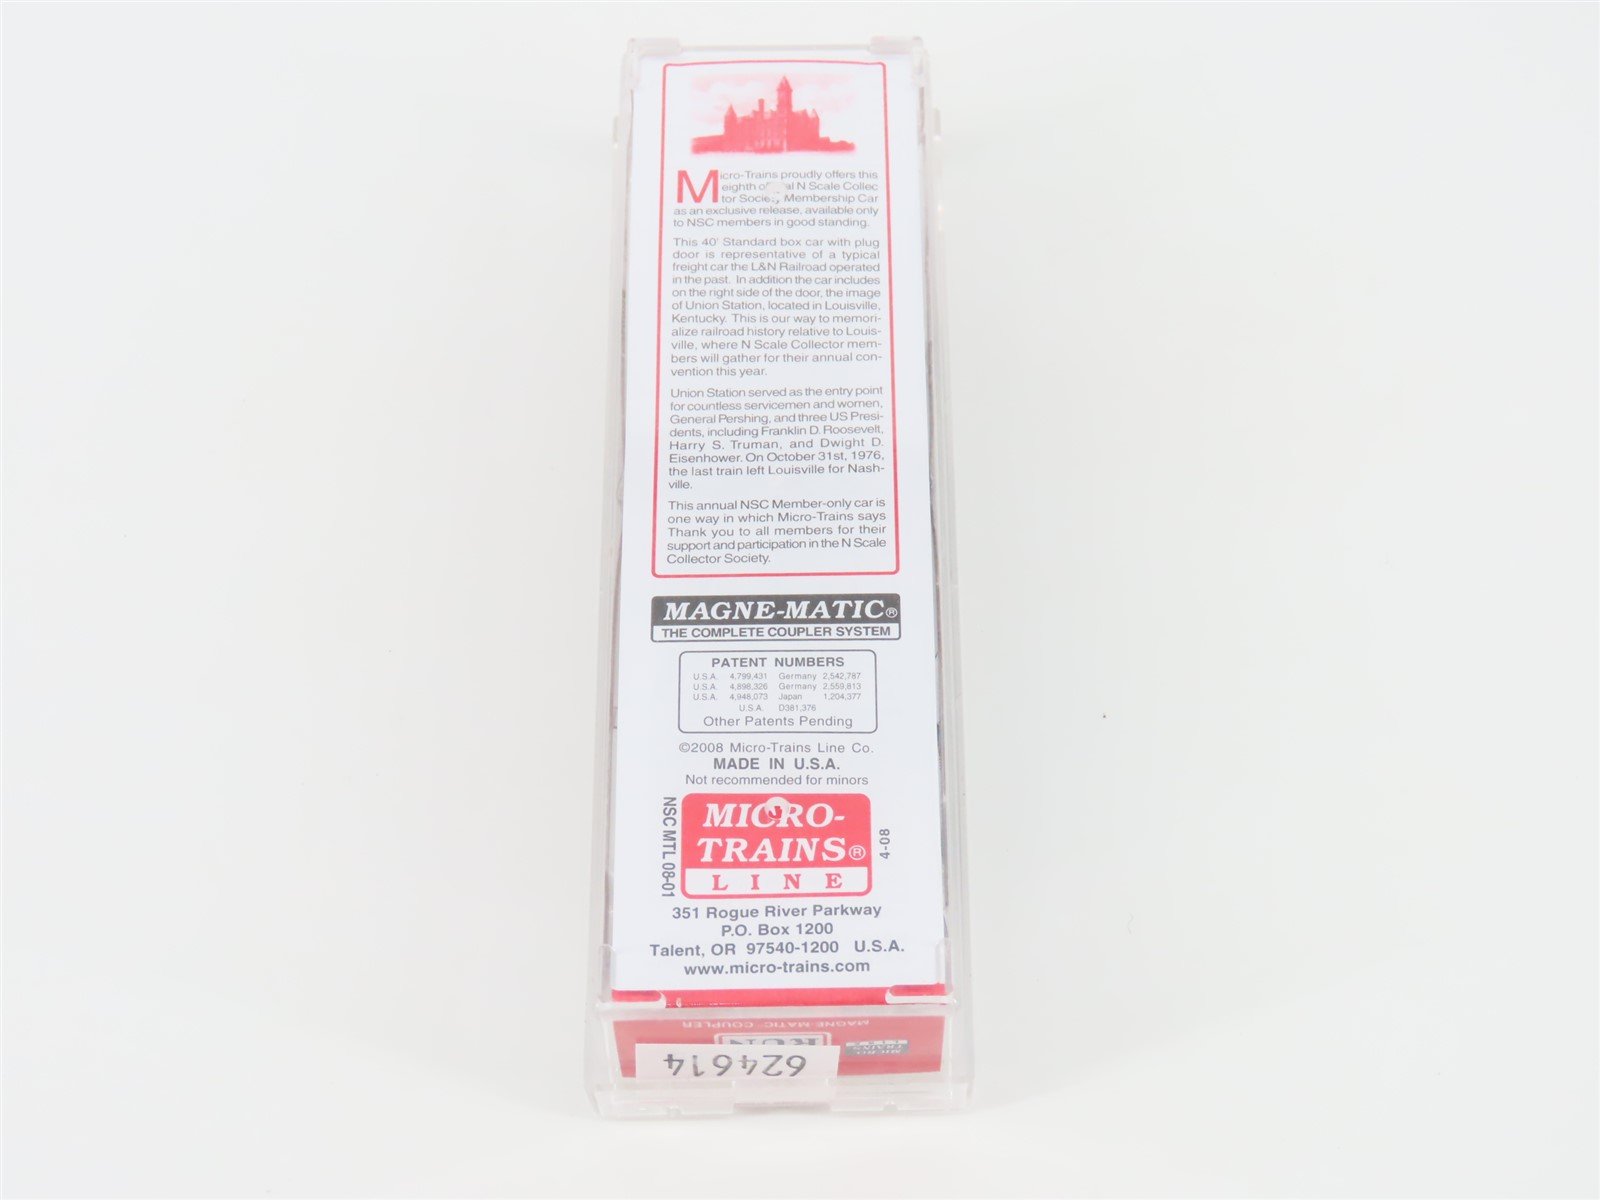 Micro-Trains proudly offers this
eighth official N Scale Collec
tor Society Membership Car
as an exclusive release, available only
to NSC members in good standing.
This 40' Standard box car with plug
door is representative of a typical
freight car the L&N Railroad operated
in the past. In addition the car includes
on the right side of the door, the image
of Union Station, located in Louisville,
Kentucky. This is our way to memori-
alize railroad history relative to Louis-
ville, where N Scale Collector mem-
bers will gather for their annual con-
vention this year.
Union Station served as the entry point
for countless servicemen and women,
General Pershing, and three US Presi-
dents, including Franklin D. Roosevelt,
Harry S. Truman, and Dwight D.
Eisenhower. On October 31st, 1976,
the last train left Louisville for Nash-
ville.
This annual NSC Member-only car is
one way in which Micro-Trains says
Thank you to all members for their
support and participation in the N Scale
Collector Society.
MAGNE-MATIC®
THE COMPLETE COUPLER SYSTEM
PATENT NUMBERS
U.S.A. 4,799,431 Germany 2,542,787
U.S.A. 4,898,326 Germany 2,559,813
U.S.A. 4,948,073 Japan 1,204,377
U.S.A. D381,376
Other Patents Pending
©2008 Micro-Trains Line Co.
MADE IN U.S.A.
Not recommended for minors
NSC MTL 08-01
MICRO-
TRAINS®
LINE
4-08
351 Rogue River Parkway
P.O. Box 1200
Talent, OR 97540-1200 U.S.A.
www.micro-trains.com
MAGNE-MATIC COUPLER
MICRO
TRAINS
LINE
RUN
624614